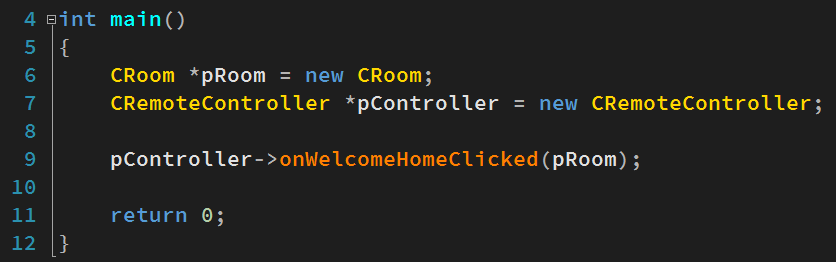 4 int main()
5 {
6 CRoom *pRoom = new CRoom;
7 CRemoteController *pController = new CRemoteController;
8
9 pController->onWelcomeHomeClicked(pRoom);
10
11 return 0;
12 }